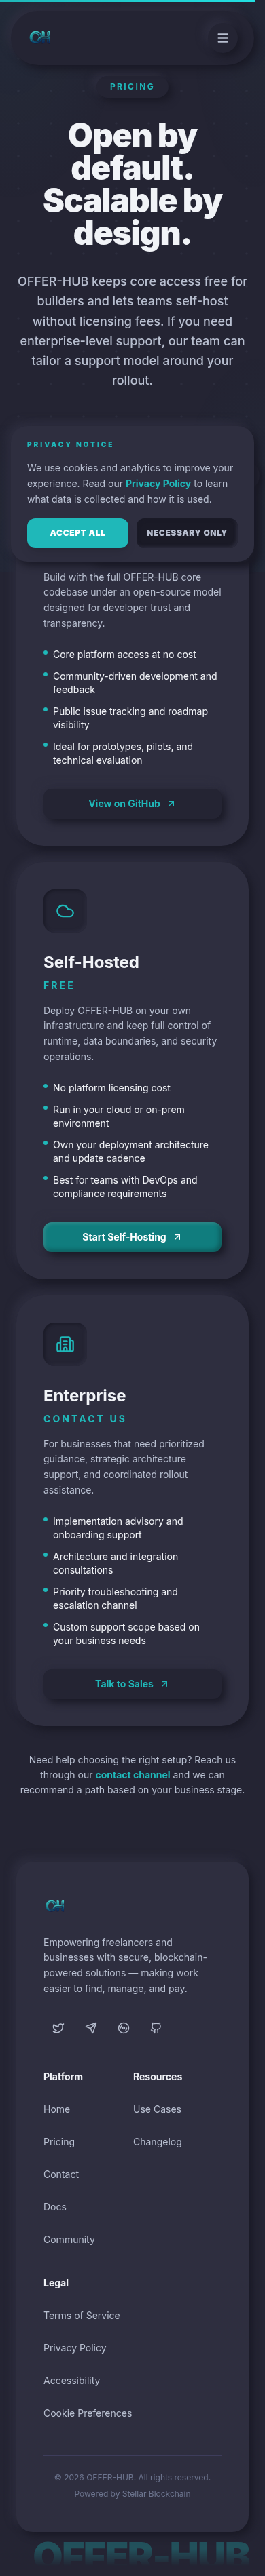 OH
PRICING
Open by
default.
Scalable by
design.
OFFER-HUB keeps core access free for
builders and lets teams self-host
without licensing fees. If you need
enterprise-level support, our team can
tailor a support model around your
rollout.
PRIVACY NOTICE
We use cookies and analytics to improve your
experience. Read our Privacy Policy to learn
what data is collected and how it is used.
ACCEPT ALL
NECESSARY ONLY
Build with the full OFFER-HUB core
codebase under an open-source model
designed for developer trust and
transparency.
Core platform access at no cost
Community-driven development and
feedback
Public issue tracking and roadmap
visibility
Ideal for prototypes, pilots, and
technical evaluation
View on GitHub
Self-Hosted
FREE
Deploy OFFER-HUB on your own
infrastructure and keep full control of
runtime, data boundaries, and security
operations.
No platform licensing cost
Run in your cloud or on-prem
environment
Own your deployment architecture
and update cadence
Best for teams with DevOps and
compliance requirements
Start Self-Hosting
Enterprise
CONTACT US
For businesses that need prioritized
guidance, strategic architecture
support, and coordinated rollout
assistance.
Implementation advisory and
onboarding support
Architecture and integration
consultations
Priority troubleshooting and
escalation channel
Custom support scope based on
your business needs
Talk to Sales
Need help choosing the right setup? Reach us
through our contact channel and we can
recommend a path based on your business stage.
OH
Empowering freelancers and
businesses with secure, blockchain-
powered solutions — making work
easier to find, manage, and pay.
Platform
Resources
Home
Use Cases
Pricing
Changelog
Contact
Docs
Community
Legal
Terms of Service
Privacy Policy
Accessibility
Cookie Preferences
© 2026 OFFER-HUB. All rights reserved.
Powered by Stellar Blockchain
OFFER-HUB